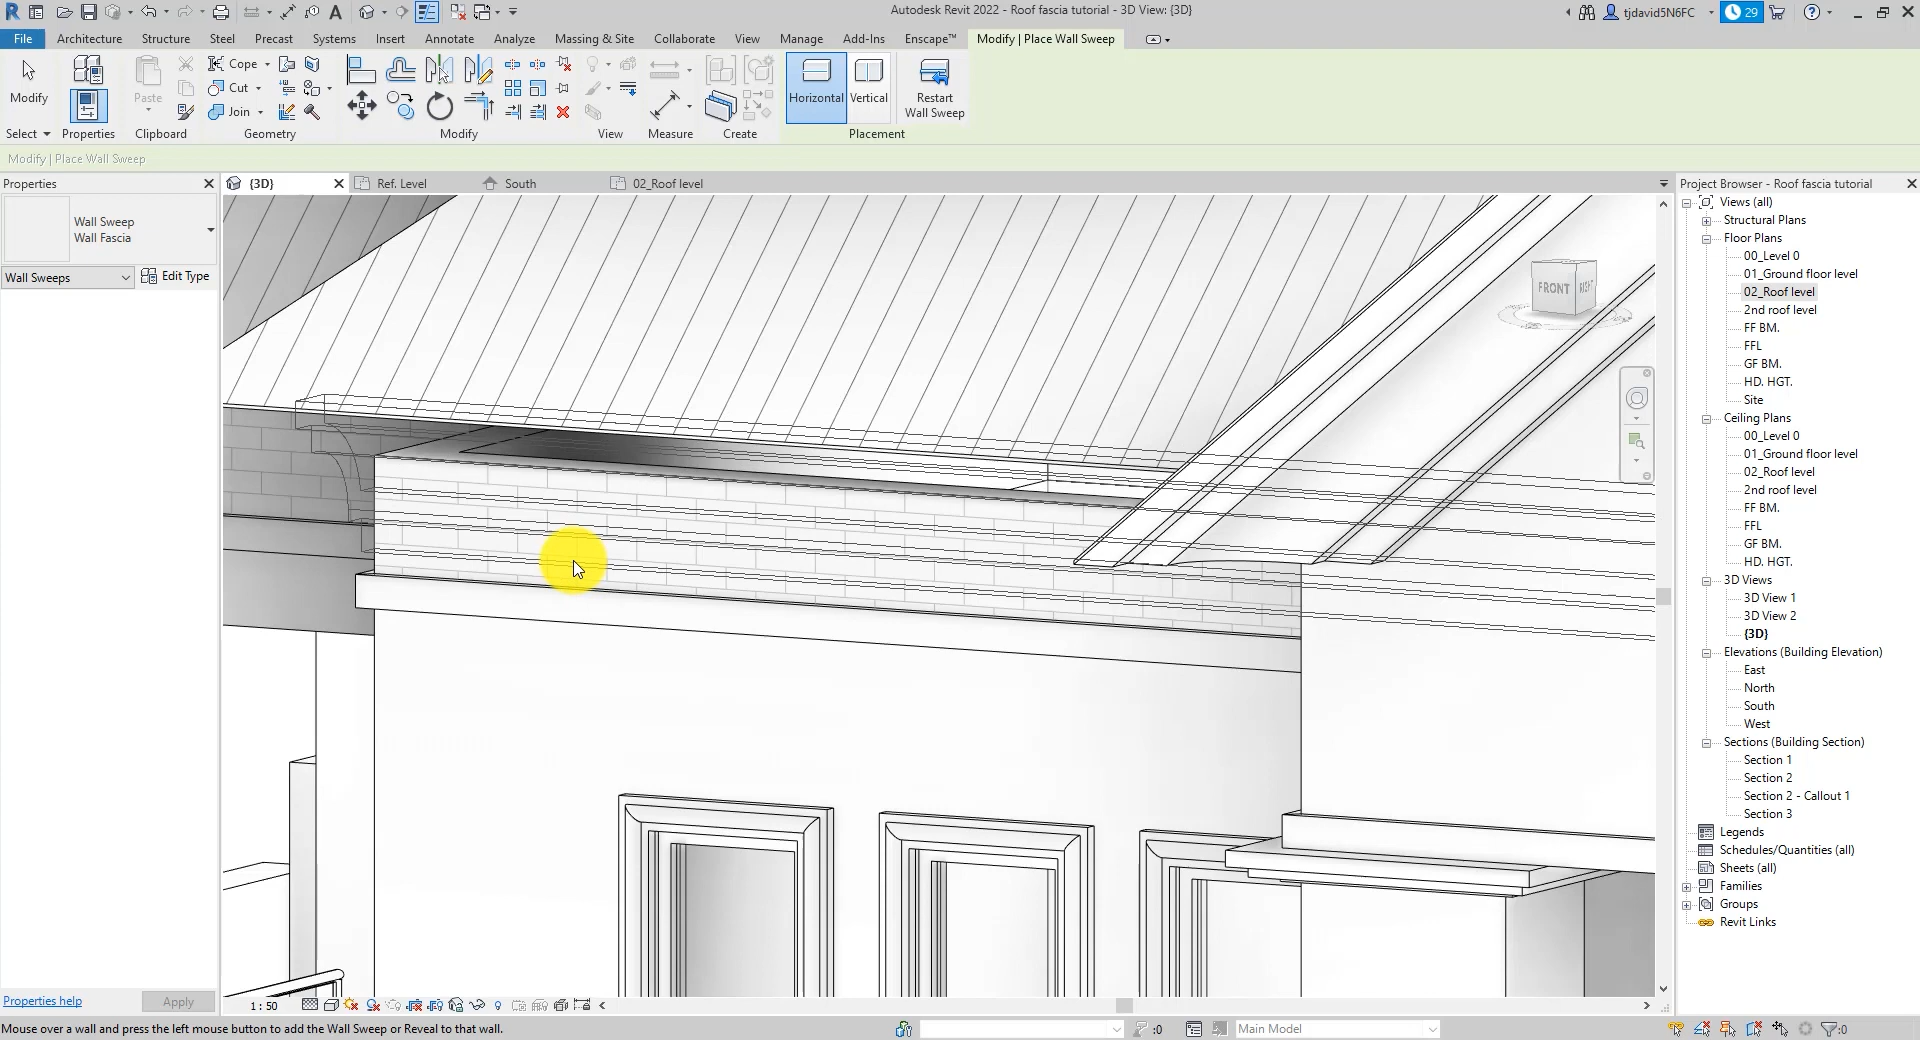 Autodesk Revit 2022 - Roof fascia tutorial - 3D View: {3D}
tjdavid5N6FC
29
File
Architecture
Structure
Steel
Precast
Systems
Insert
Annotate
Analyze
Massing & Site
Collaborate
View
Manage
Add-Ins
Enscape™
Modify | Place Wall Sweep
Modify
Paste
Cope
Cut
Join
Horizontal
Vertical
Restart
Wall Sweep
Select
Properties
Clipboard
Geometry
Modify
View
Measure
Create
Placement
Modify | Place Wall Sweep
Properties
{3D}
Ref. Level
South
02_Roof level
Project Browser - Roof fascia tutorial
Wall Sweep
Wall Fascia
Wall Sweeps
Edit Type
FRONT
RIGHT
Views (all)
Structural Plans
Floor Plans
00_Level 0
01_Ground floor level
02_Roof level
2nd roof level
FF BM.
FFL
GF BM.
HD. HGT.
Site
Ceiling Plans
00_Level 0
01_Ground floor level
02_Roof level
2nd roof level
FF BM.
FFL
GF BM.
HD. HGT.
3D Views
3D View 1
3D View 2
{3D}
Elevations (Building Elevation)
East
North
South
West
Sections (Building Section)
Section 1
Section 2
Section 2 - Callout 1
Section 3
Legends
Schedules/Quantities (all)
Sheets (all)
Families
Groups
Revit Links
Properties help
Apply
1 : 50
Mouse over a wall and press the left mouse button to add the Wall Sweep or Reveal to that wall.
:0
Main Model
:0